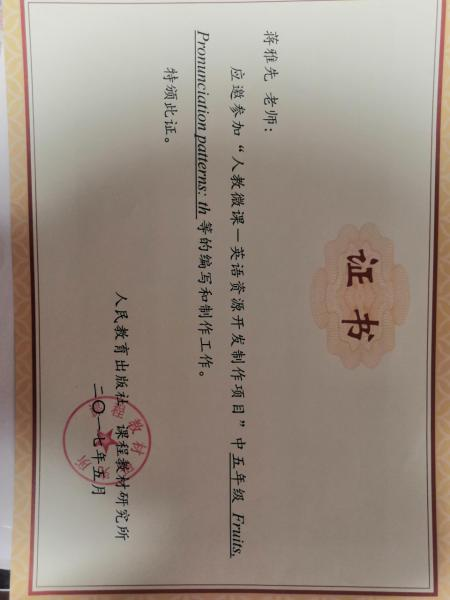 证书
蒋雅先 老师：
应邀参加“人教微课—英语资源开发制作项目”中五年级 Fruits,
Pronunciation patterns: th 等的编写和制作工作。
特颁此证。
人民教育出版社 课程教材研究所
二〇一七年五月